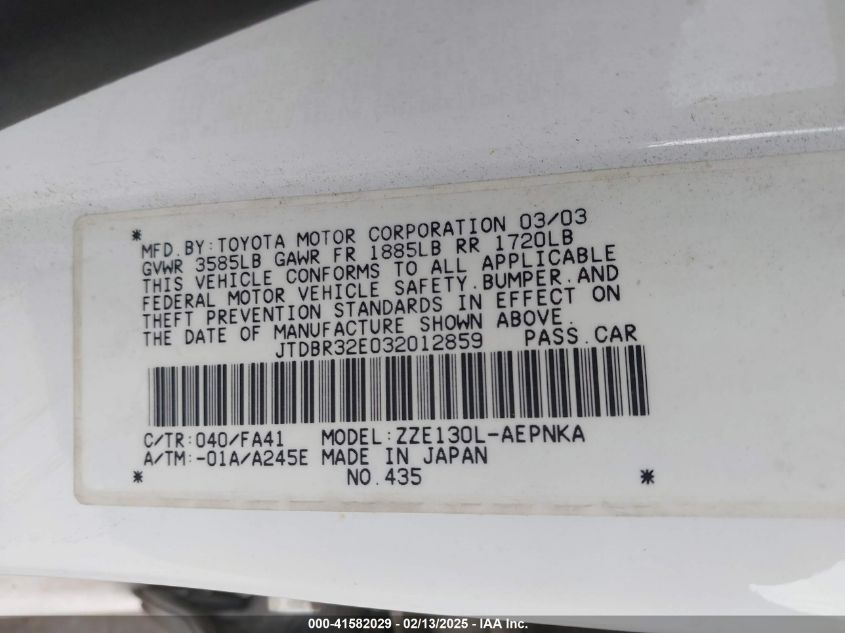 * MFD.BY:TOYOTA MOTOR CORPORATION 03/03
GVWR 3585LB GAWR FR 1885LB RR 1720LB
THIS VEHICLE CONFORMS TO ALL APPLICABLE
FEDERAL MOTOR VEHICLE SAFETY.BUMPER.AND
THEFT PREVENTION STANDARDS IN EFFECT ON
THE DATE OF MANUFACTURE SHOWN ABOVE.
JTDBR32E032012859 PASS.CAR
C/TR:040/FA41 MODEL:ZZE130L-AEPNKA
A/TM:-01A/A245E MADE IN JAPAN
* NO.435 *
000-41582029 - 02/13/2025 - IAA Inc.